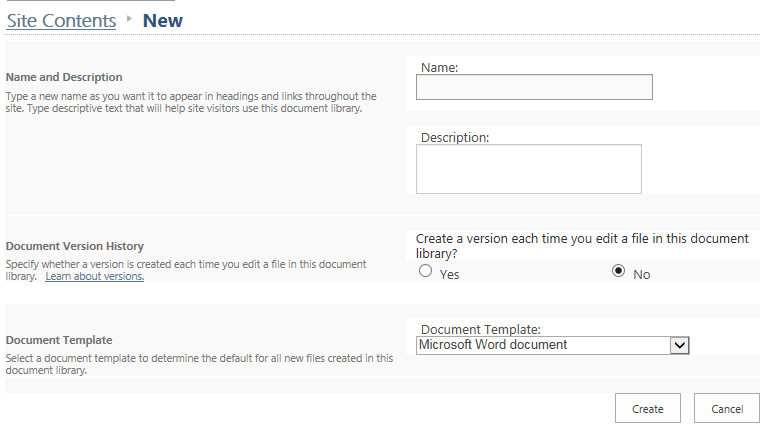 Site Contents ▸ New
Name and Description
Type a new name as you want it to appear in headings and links throughout the
site. Type descriptive text that will help site visitors use this document library.
Name:
Description:
Document Version History
Specify whether a version is created each time you edit a file in this document
library. Learn about versions.
Create a version each time you edit a file in this document
library?
Yes No
Document Template
Select a document template to determine the default for all new files created in this
document library.
Document Template:
Microsoft Word document
Create Cancel